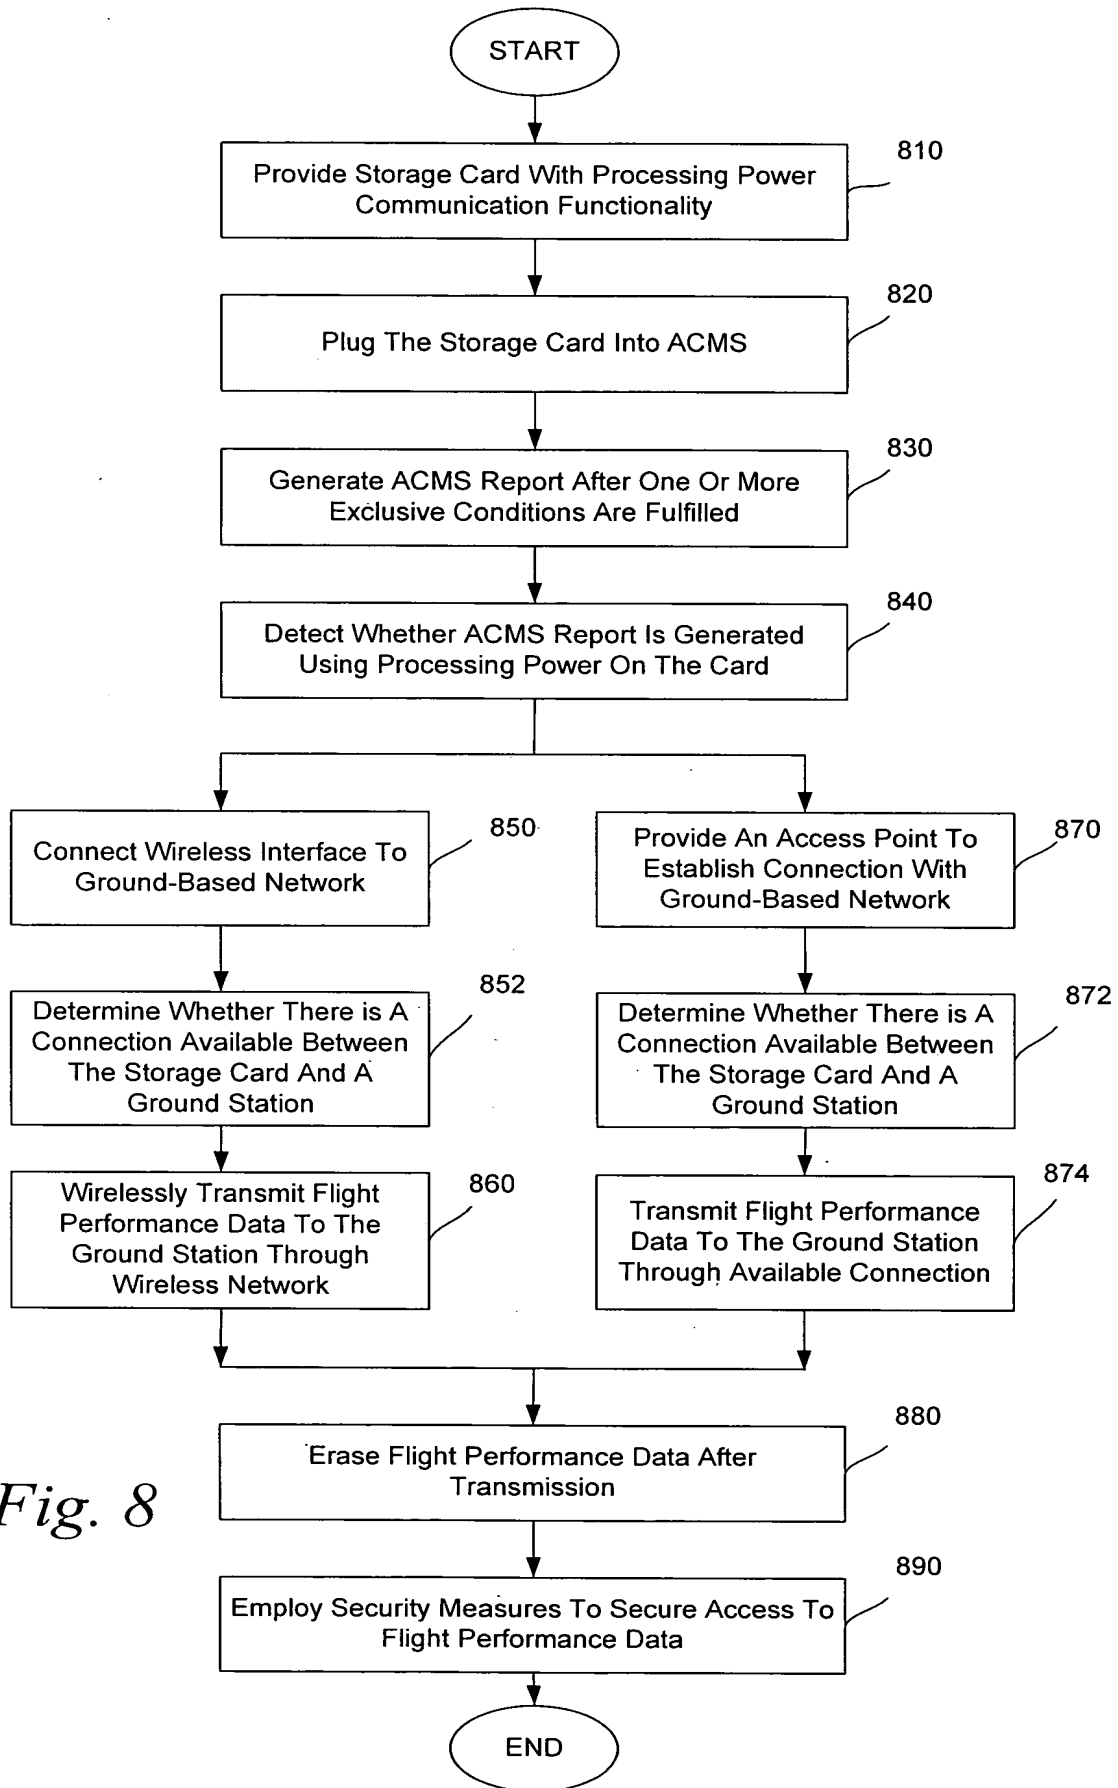 START
810
Provide Storage Card With Processing Power
Communication Functionality
820
Plug The Storage Card Into ACMS
830
Generate ACMS Report After One Or More
Exclusive Conditions Are Fulfilled
840
Detect Whether ACMS Report Is Generated
Using Processing Power On The Card
850
Connect Wireless Interface To
Ground-Based Network
870
Provide An Access Point To
Establish Connection With
Ground-Based Network
852
Determine Whether There is A
Connection Available Between
The Storage Card And A
Ground Station
872
Determine Whether There is A
Connection Available Between
The Storage Card And A
Ground Station
860
Wirelessly Transmit Flight
Performance Data To The
Ground Station Through
Wireless Network
874
Transmit Flight Performance
Data To The Ground Station
Through Available Connection
880
Erase Flight Performance Data After
Transmission
Fig. 8
890
Employ Security Measures To Secure Access To
Flight Performance Data
END